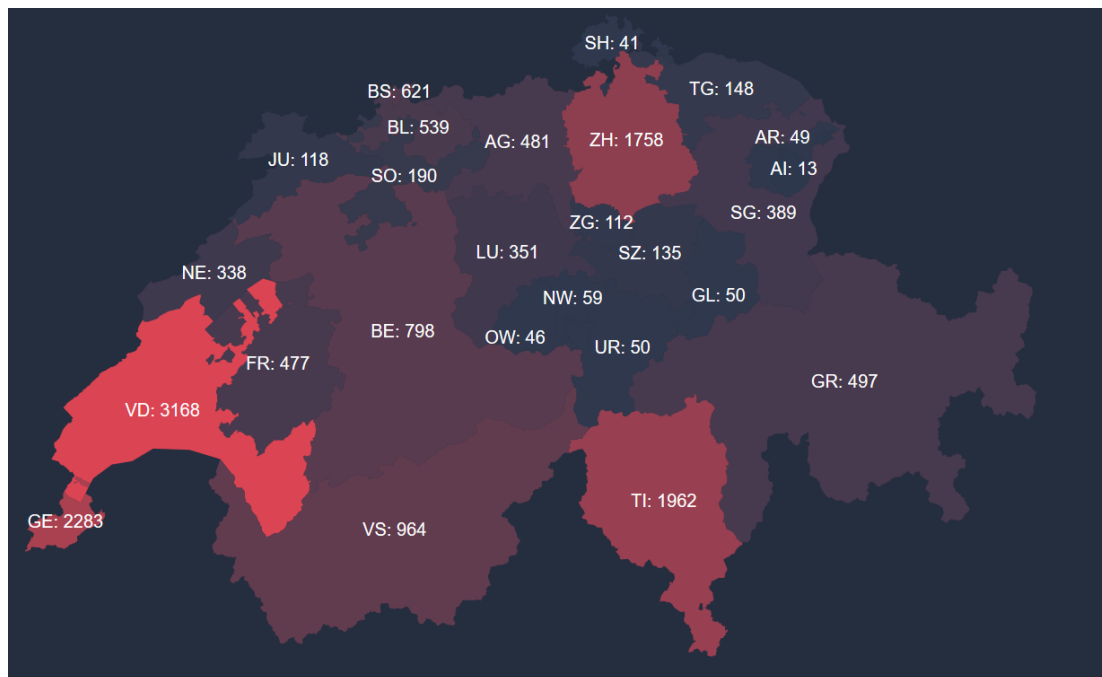 SH: 41
TG: 148
BS: 621
BL: 539
AG: 481
ZH: 1758
AR: 49
JU: 118
AI: 13
SO: 190
SG: 389
ZG: 112
LU: 351
SZ: 135
NE: 338
NW: 59
GL: 50
BE: 798
OW: 46
UR: 50
FR: 477
GR: 497
VD: 3168
TI: 1962
GE: 2283
VS: 964